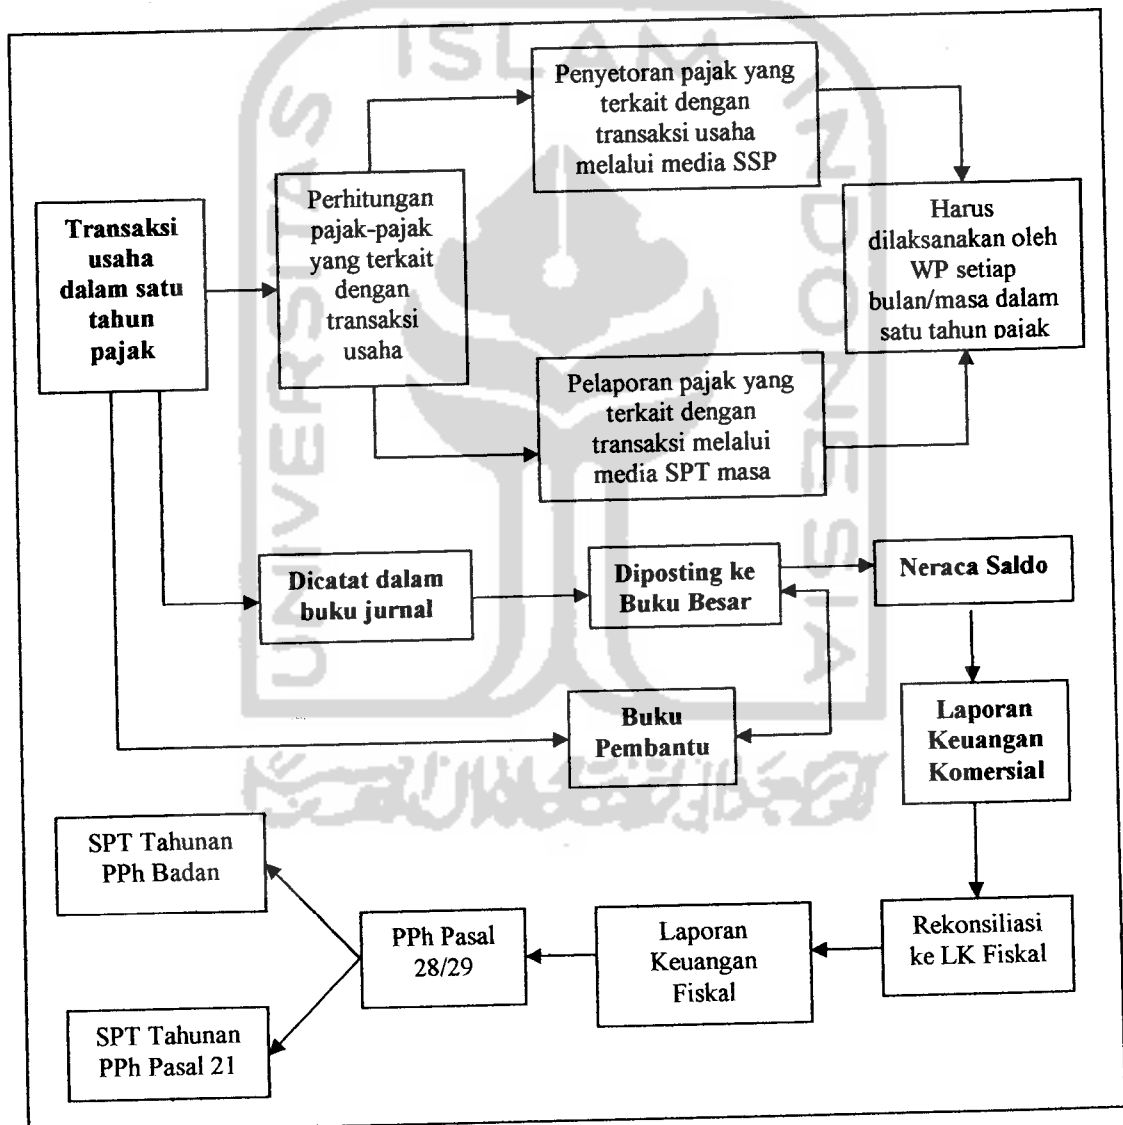 Penyetoran pajak yang
terkait dengan
transaksi usaha
melalui media SSP
Transaksi
usaha
dalam satu
tahun
pajak
Perhitungan
pajak-pajak
yang terkait
dengan
transaksi
usaha
Harus
dilaksanakan oleh
WP setiap
bulan/masa dalam
satu tahun pajak
Pelaporan pajak yang
terkait dengan
transaksi melalui
media SPT masa
Dicatat dalam
buku jurnal
Diposting ke
Buku Besar
Neraca Saldo
Buku
Pembantu
Laporan
Keuangan
Komersial
SPT Tahunan
PPh Badan
PPh Pasal
28/29
Laporan
Keuangan
Fiskal
Rekonsiliasi
ke LK Fiskal
SPT Tahunan
PPh Pasal 21
UNIVERSITAS
ISLAM
INDONESIA